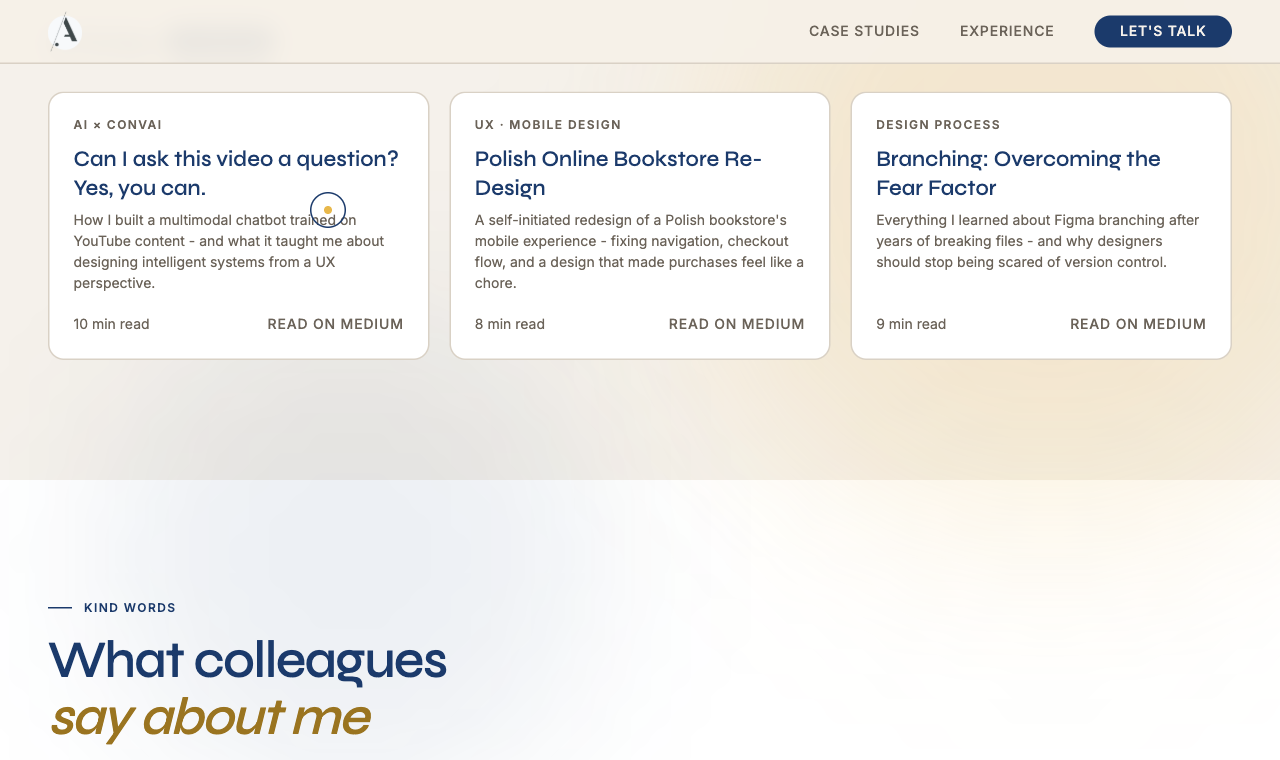 A
CASE STUDIES
EXPERIENCE
LET'S TALK
AI × CONVAI
Can I ask this video a question?
Yes, you can.
How I built a multimodal chatbot trained on
YouTube content - and what it taught me about
designing intelligent systems from a UX
perspective.
10 min read
READ ON MEDIUM
UX · MOBILE DESIGN
Polish Online Bookstore Re-
Design
A self-initiated redesign of a Polish bookstore's
mobile experience - fixing navigation, checkout
flow, and a design that made purchases feel like a
chore.
8 min read
READ ON MEDIUM
DESIGN PROCESS
Branching: Overcoming the
Fear Factor
Everything I learned about Figma branching after
years of breaking files - and why designers
should stop being scared of version control.
9 min read
READ ON MEDIUM
KIND WORDS
What colleagues
say about me